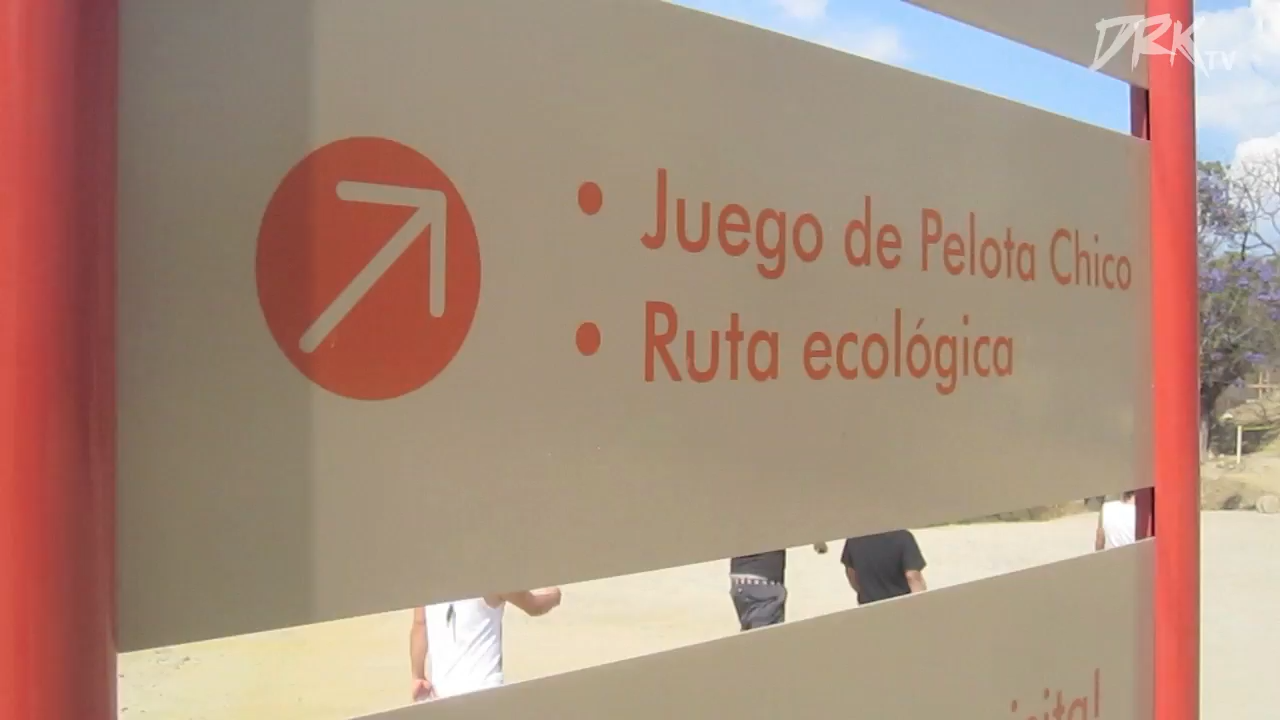 DRK TV
• Juego de Pelota Chico
• Ruta ecológica